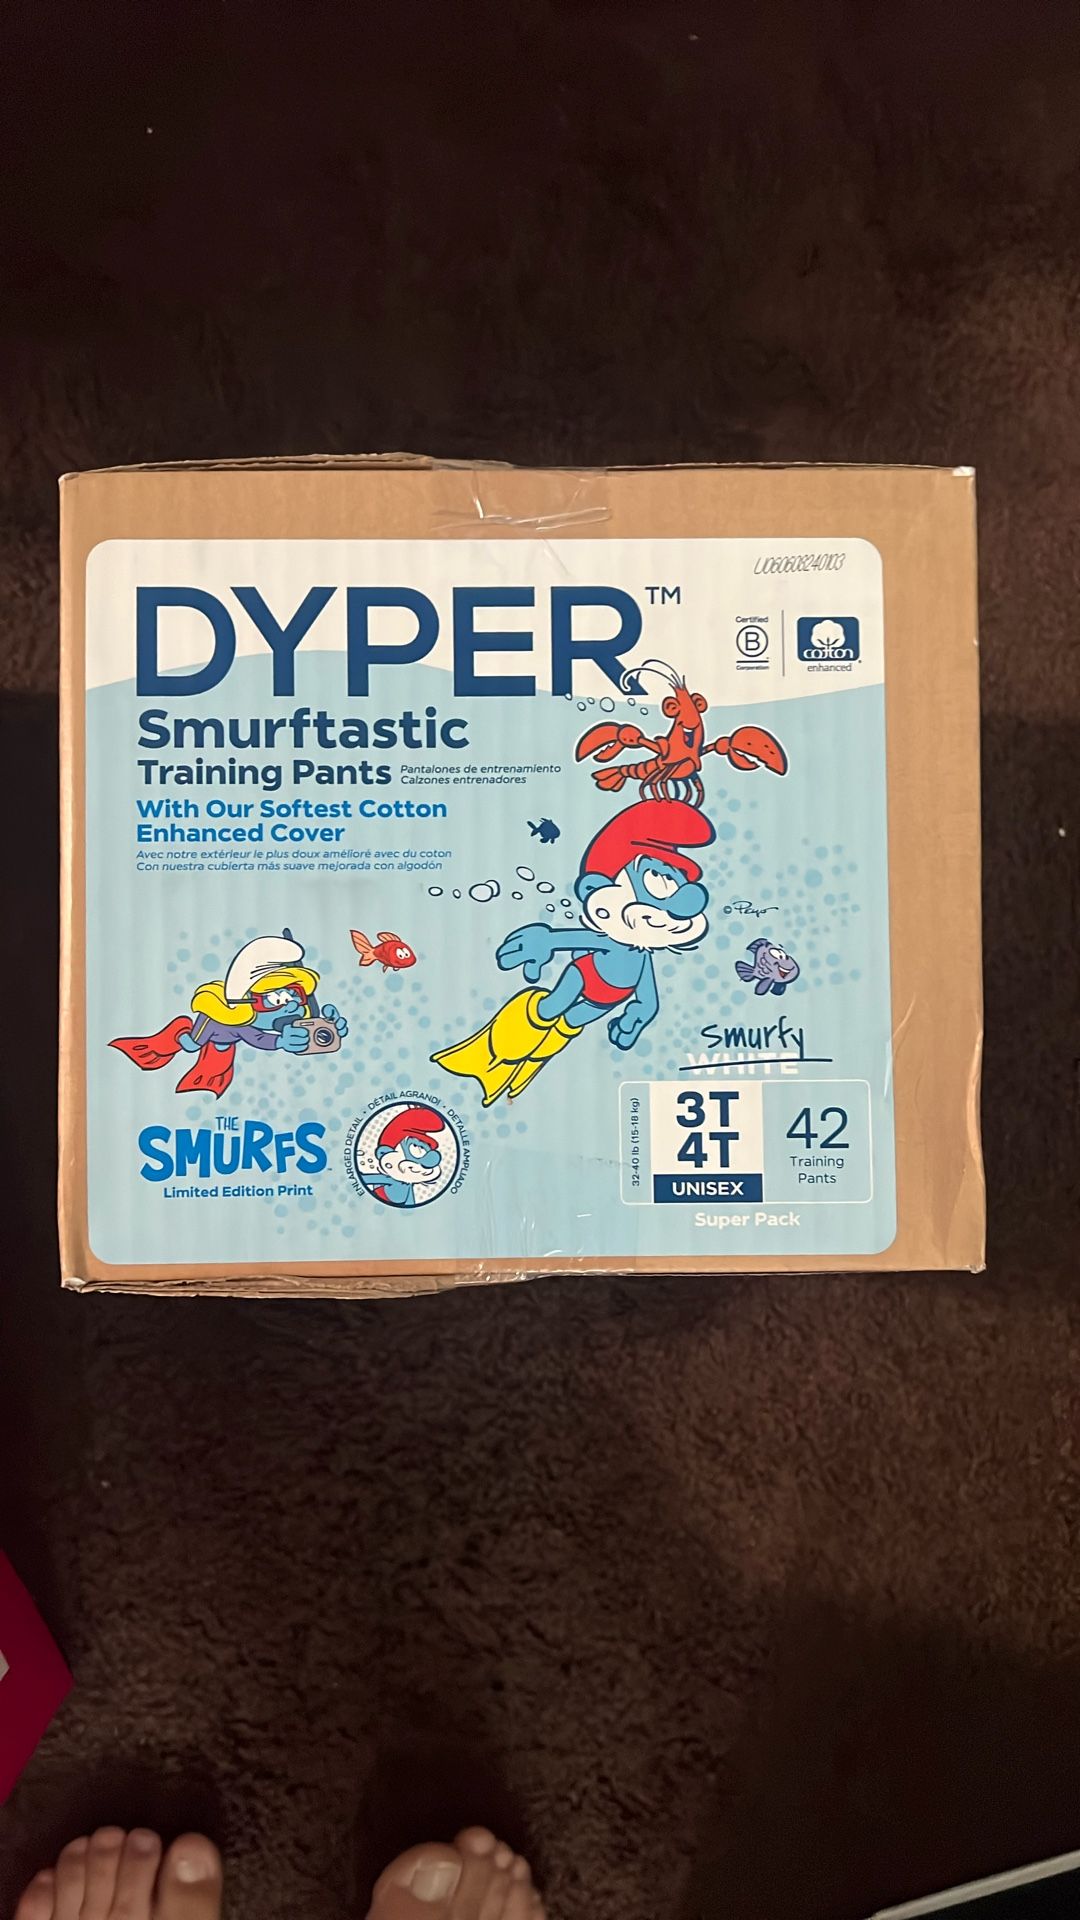 U060606240103
DYPER™
Certified
B
Corporation
cotton
enhanced
Smurftastic
Training Pants
Pantalones de entrenamiento
Calzones entrenadores
With Our Softest Cotton
Enhanced Cover
Avec notre extérieur le plus doux amélioré avec du coton
Con nuestra cubierta más suave mejorada con algodón
© Peyo
Smurfy
WHITE
THE
SMURFS
Limited Edition Print
ENLARGED DETAIL • DÉTAIL AGRANDI • DETALLE AMPLIADO
32-40 lb (15-18 kg)
3T
4T
UNISEX
42
Training
Pants
Super Pack